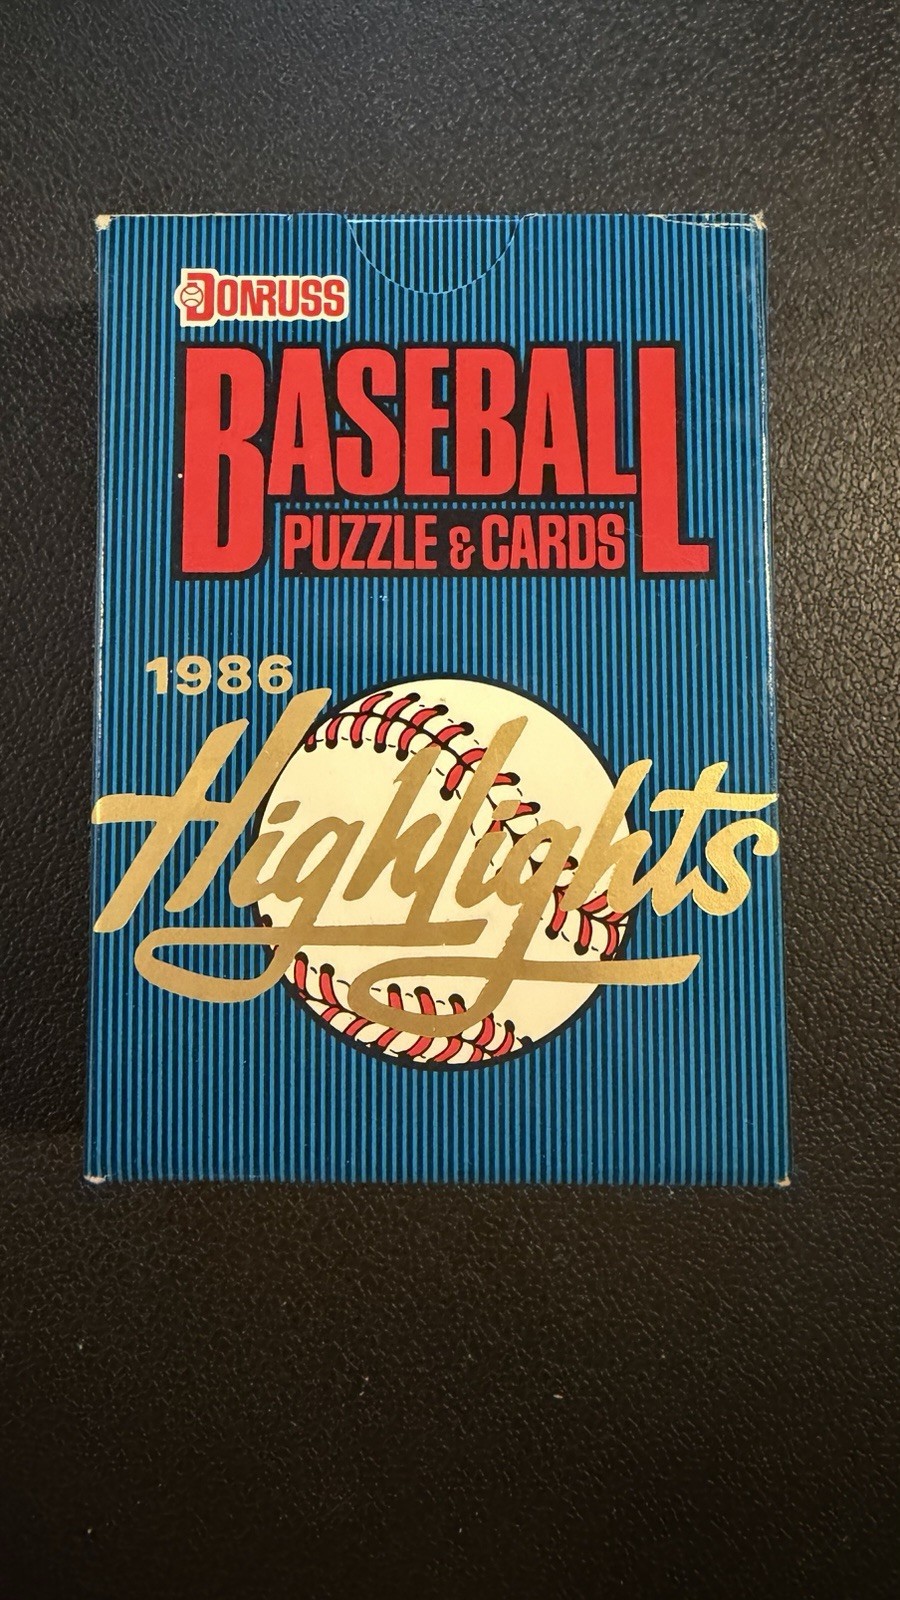 DONRUSS
BASEBALL
PUZZLE & CARDS
1986
Highlights